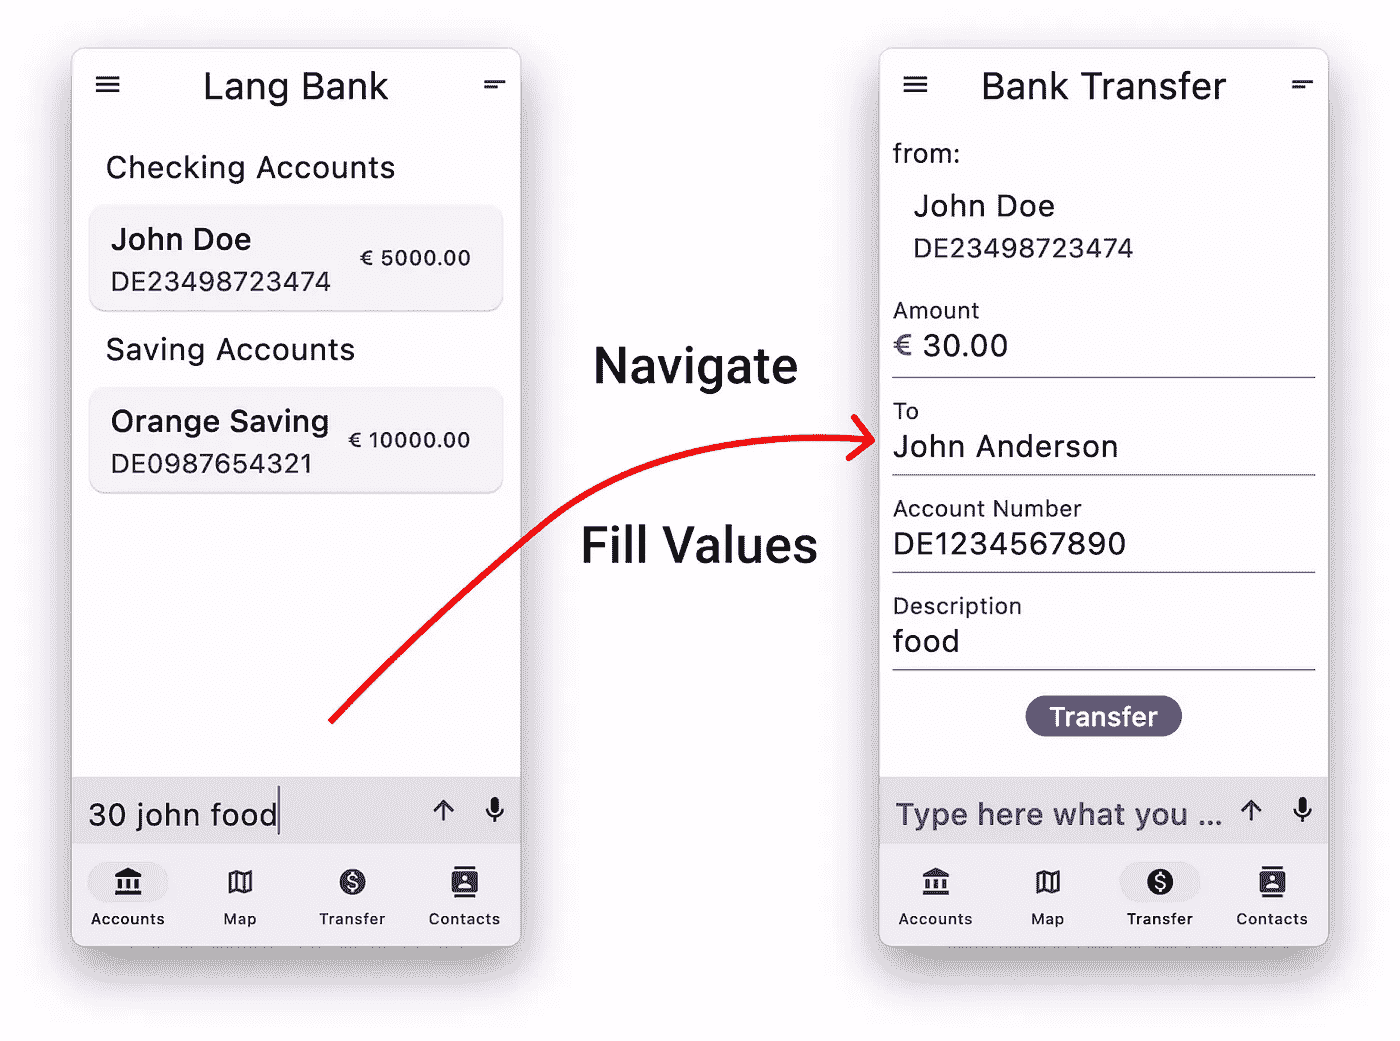 Lang Bank
Checking Accounts
John Doe
€ 5000.00
DE23498723474
Saving Accounts
Orange Saving
€ 10000.00
DE0987654321
30 john food
Accounts
Map
Transfer
Contacts
Navigate
Fill Values
Bank Transfer
from:
John Doe
DE23498723474
Amount
€ 30.00
To
John Anderson
Account Number
DE1234567890
Description
food
Transfer
Type here what you ...
Accounts
Map
Transfer
Contacts